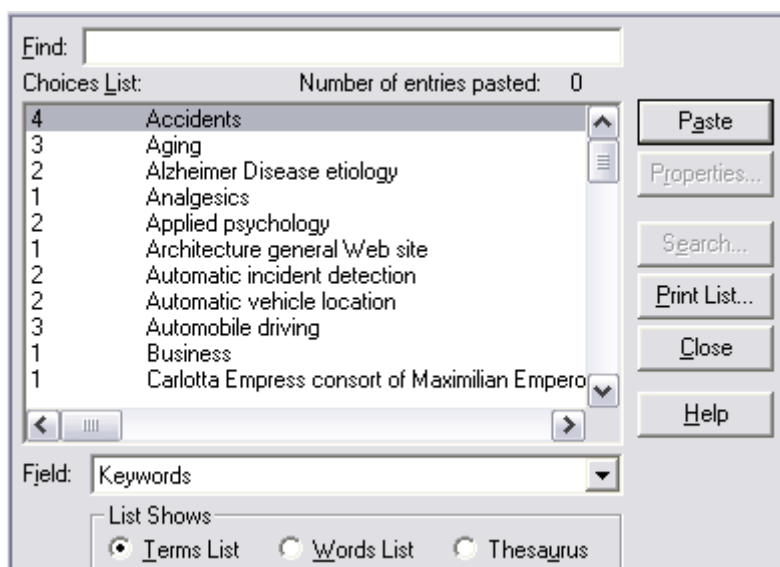 Find:
Choices List: Number of entries pasted: 0
4 Accidents
3 Aging
2 Alzheimer Disease etiology
1 Analgesics
2 Applied psychology
1 Architecture general Web site
2 Automatic incident detection
2 Automatic vehicle location
3 Automobile driving
1 Business
1 Carlotta Empress consort of Maximilian Empero
Paste
Properties...
Search...
Print List...
Close
Help
Field: Keywords
List Shows
Terms List Words List Thesaurus